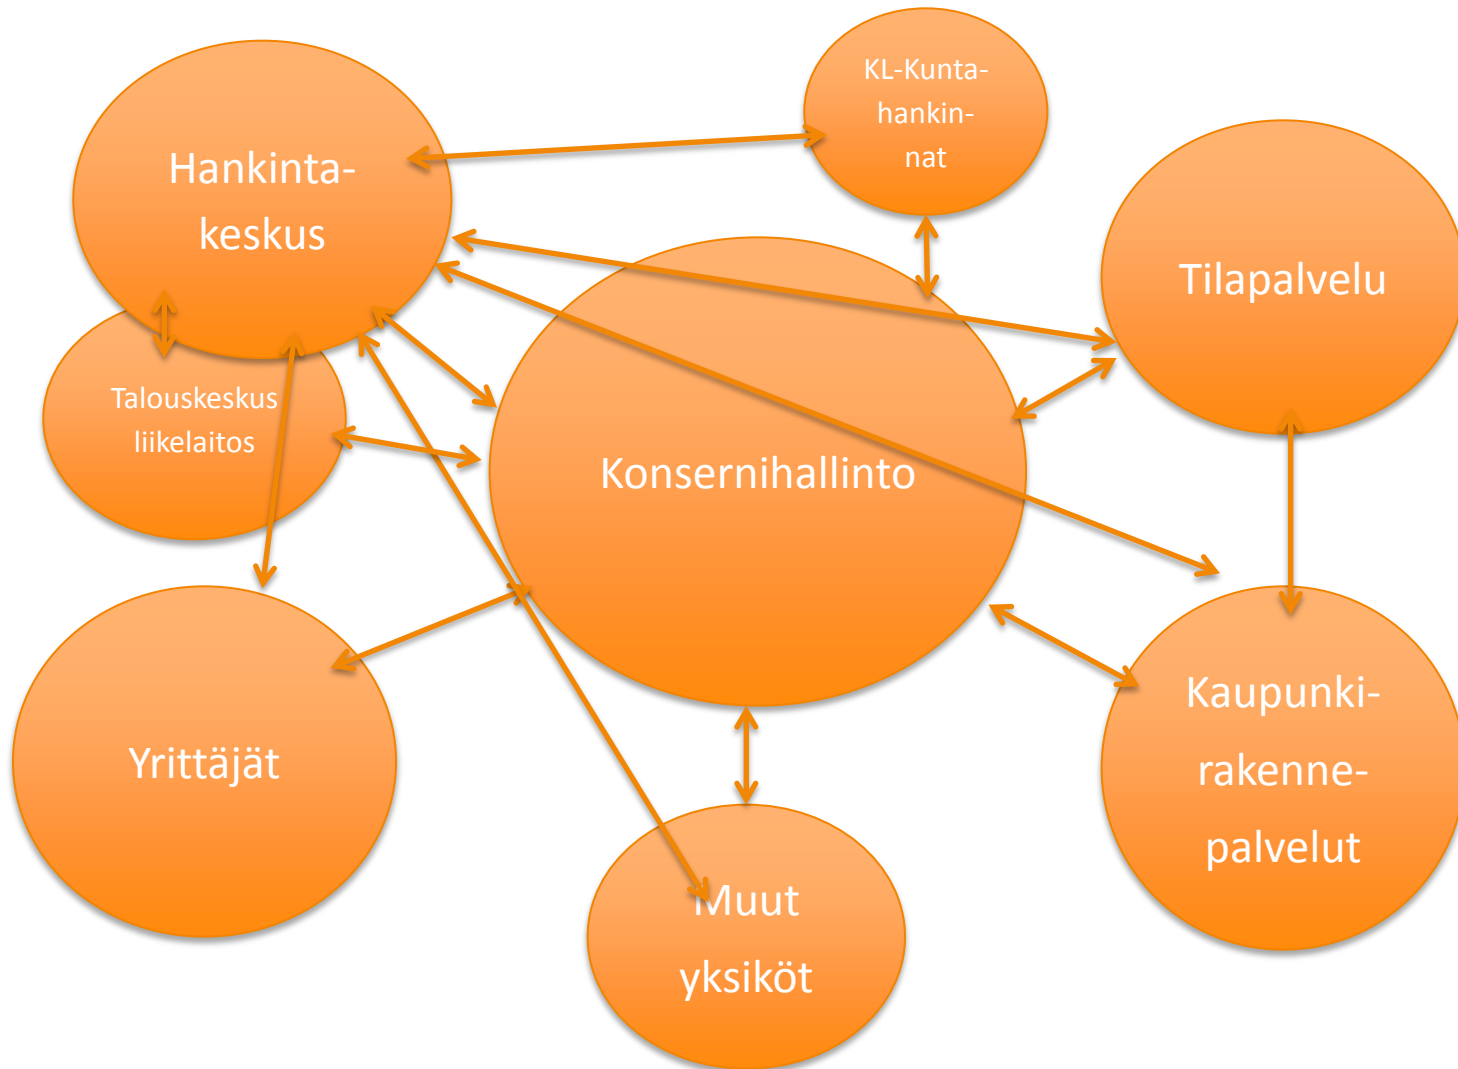 KL-Kunta-
hankin-
nat
Hankinta-
keskus
Tilapalvelu
Talouskeskus
liikelaitos
Konsernihallinto
Yrittäjät
Kaupunki-
rakenne-
palvelut
Muut
yksiköt